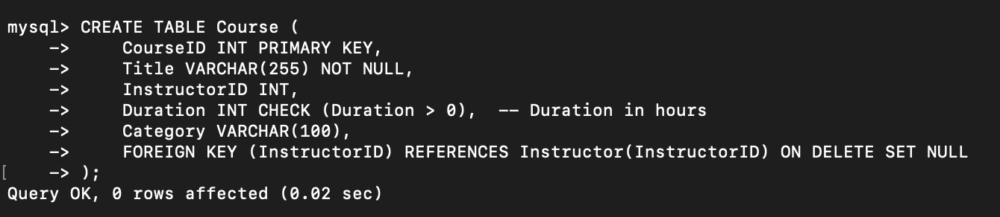 mysql> CREATE TABLE Course (
    ->     CourseID INT PRIMARY KEY,
    ->     Title VARCHAR(255) NOT NULL,
    ->     InstructorID INT,
    ->     Duration INT CHECK (Duration > 0),  -- Duration in hours
    ->     Category VARCHAR(100),
    ->     FOREIGN KEY (InstructorID) REFERENCES Instructor(InstructorID) ON DELETE SET NULL
[    -> );
Query OK, 0 rows affected (0.02 sec)